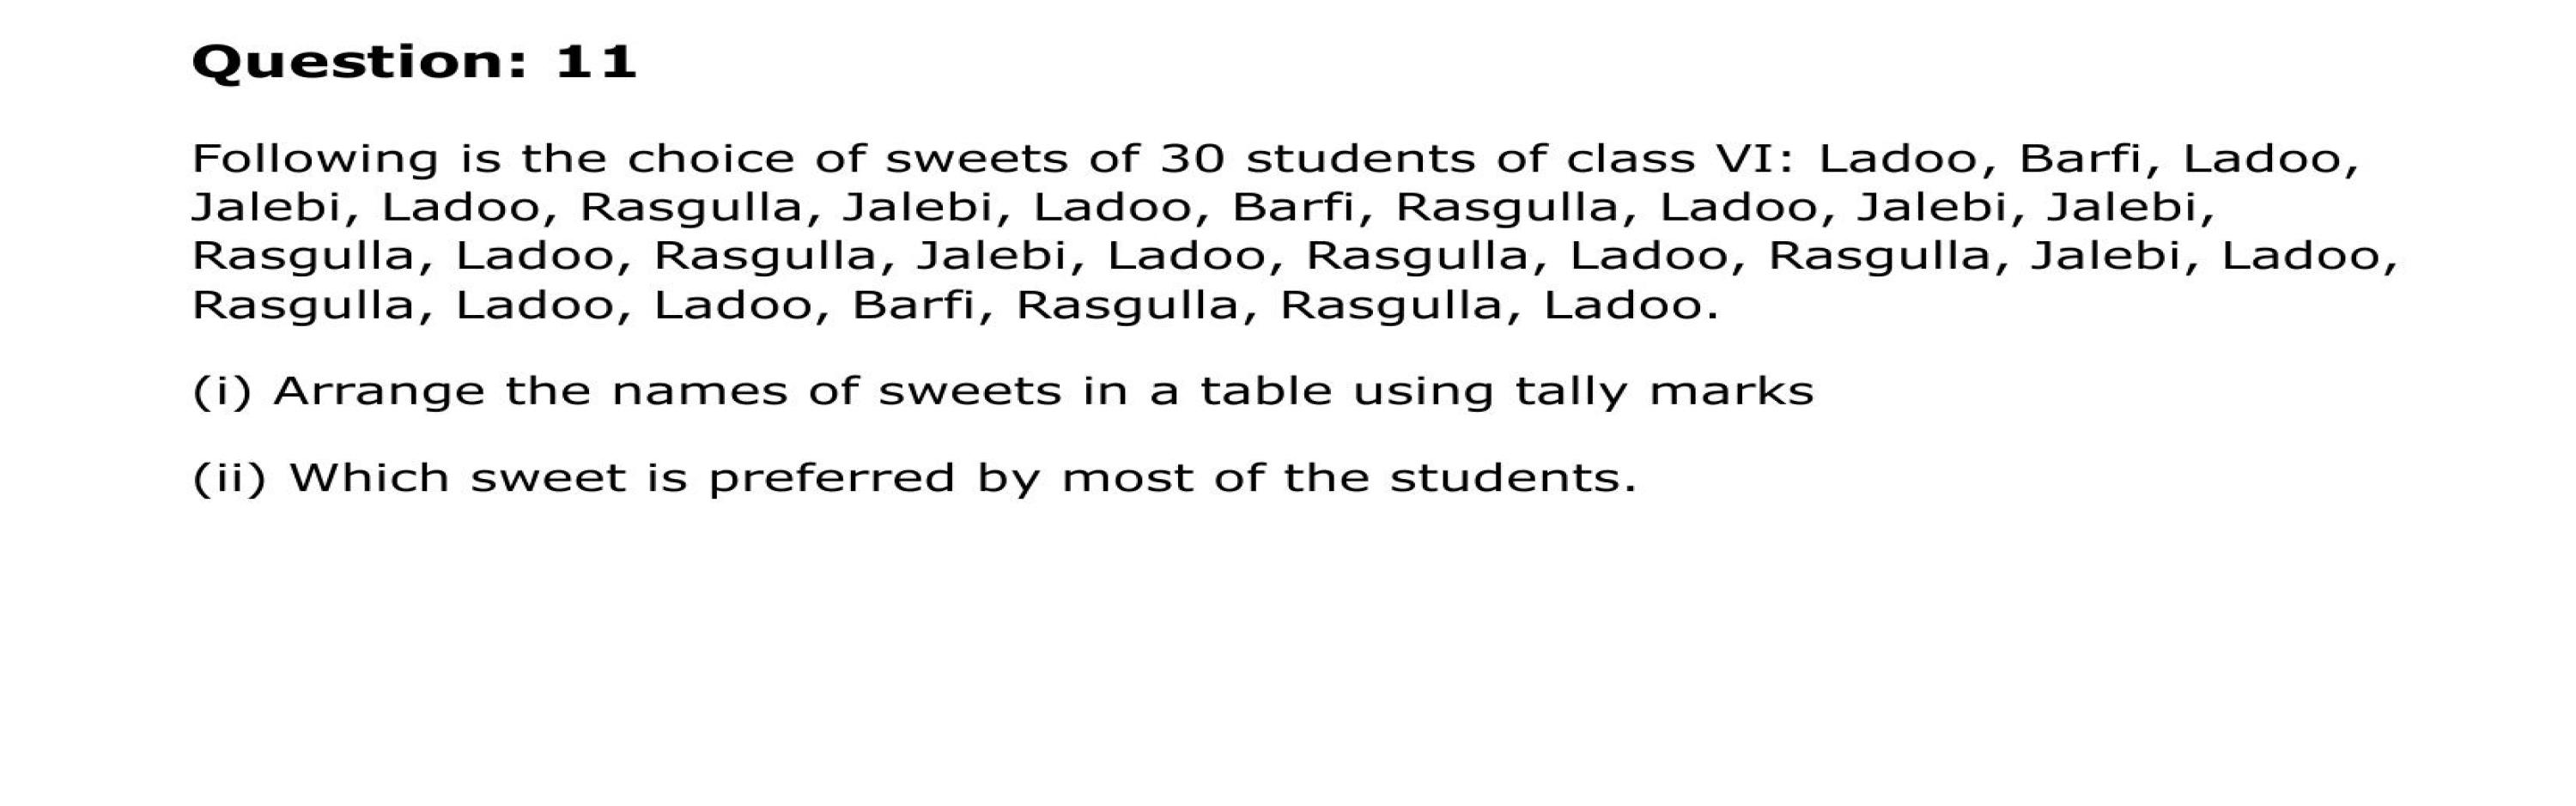 Question: 11
Following is the choice of sweets of 30 students of class VI: Ladoo, Barfi, Ladoo,
Jalebi, Ladoo, Rasgulla, Jalebi, Ladoo, Barfi, Rasgulla, Ladoo, Jalebi, Jalebi,
Rasgulla, Ladoo, Rasgulla, Jalebi, Ladoo, Rasgulla, Ladoo, Rasgulla, Jalebi, Ladoo,
Rasgulla, Ladoo, Ladoo, Barfi, Rasgulla, Rasgulla, Ladoo.
(i) Arrange the names of sweets in a table using tally marks
(ii) Which sweet is preferred by most of the students.